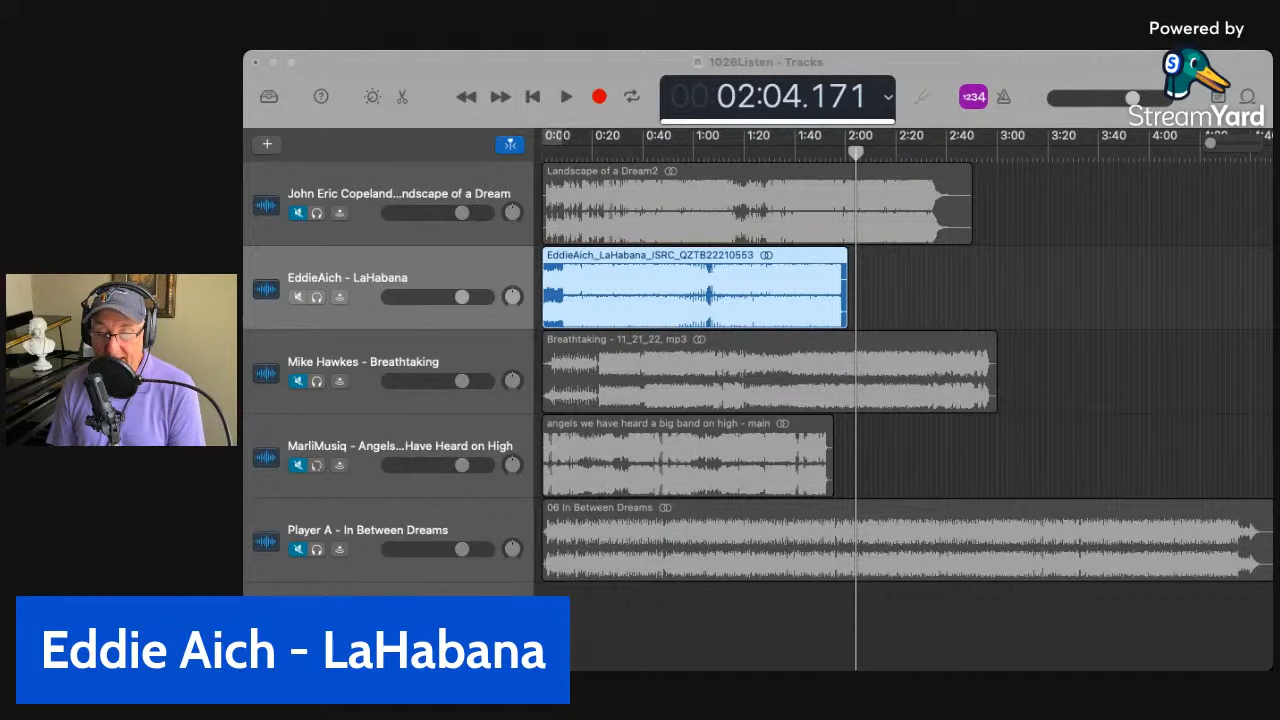 Powered by
StreamYard
1026Listen - Tracks
00 02:04.171
1234
0:00 0:20 0:40 1:00 1:20 1:40 2:00 2:20 2:40 3:00 3:20 3:40 4:00
John Eric Copeland...ndscape of a Dream
Landscape of a Dream2
EddieAich - LaHabana
EddieAich_LaHabana_ISRC_QZTB22210553
Mike Hawkes - Breathtaking
Breathtaking - 11_21_22, mp3
MarliMusiq - Angels...Have Heard on High
angels we have heard a big band on high - main
Player A - In Between Dreams
06 In Between Dreams
Eddie Aich - LaHabana